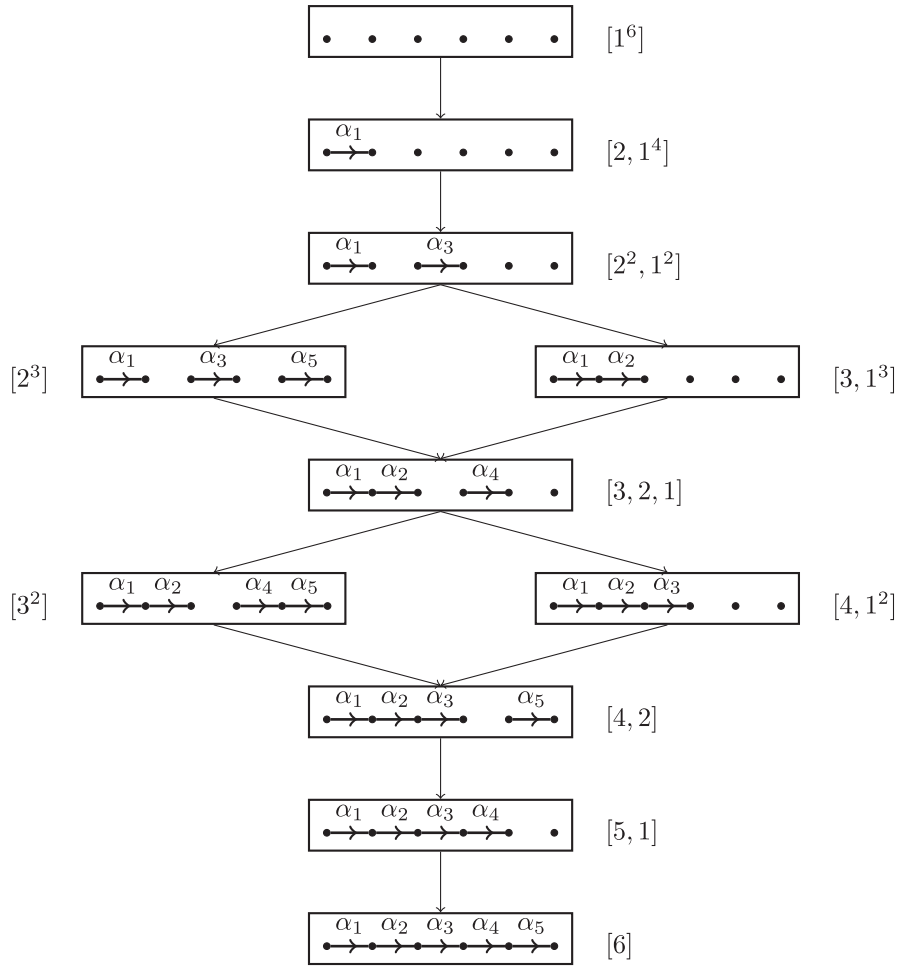 [1⁶]
α₁
[2, 1⁴]
α₁ α₃
[2², 1²]
[2³]
α₁ α₃ α₅
α₁ α₂
[3, 1³]
α₁ α₂ α₄
[3, 2, 1]
[3²]
α₁ α₂ α₄ α₅
α₁ α₂ α₃
[4, 1²]
α₁ α₂ α₃ α₅
[4, 2]
α₁ α₂ α₃ α₄
[5, 1]
α₁ α₂ α₃ α₄ α₅
[6]